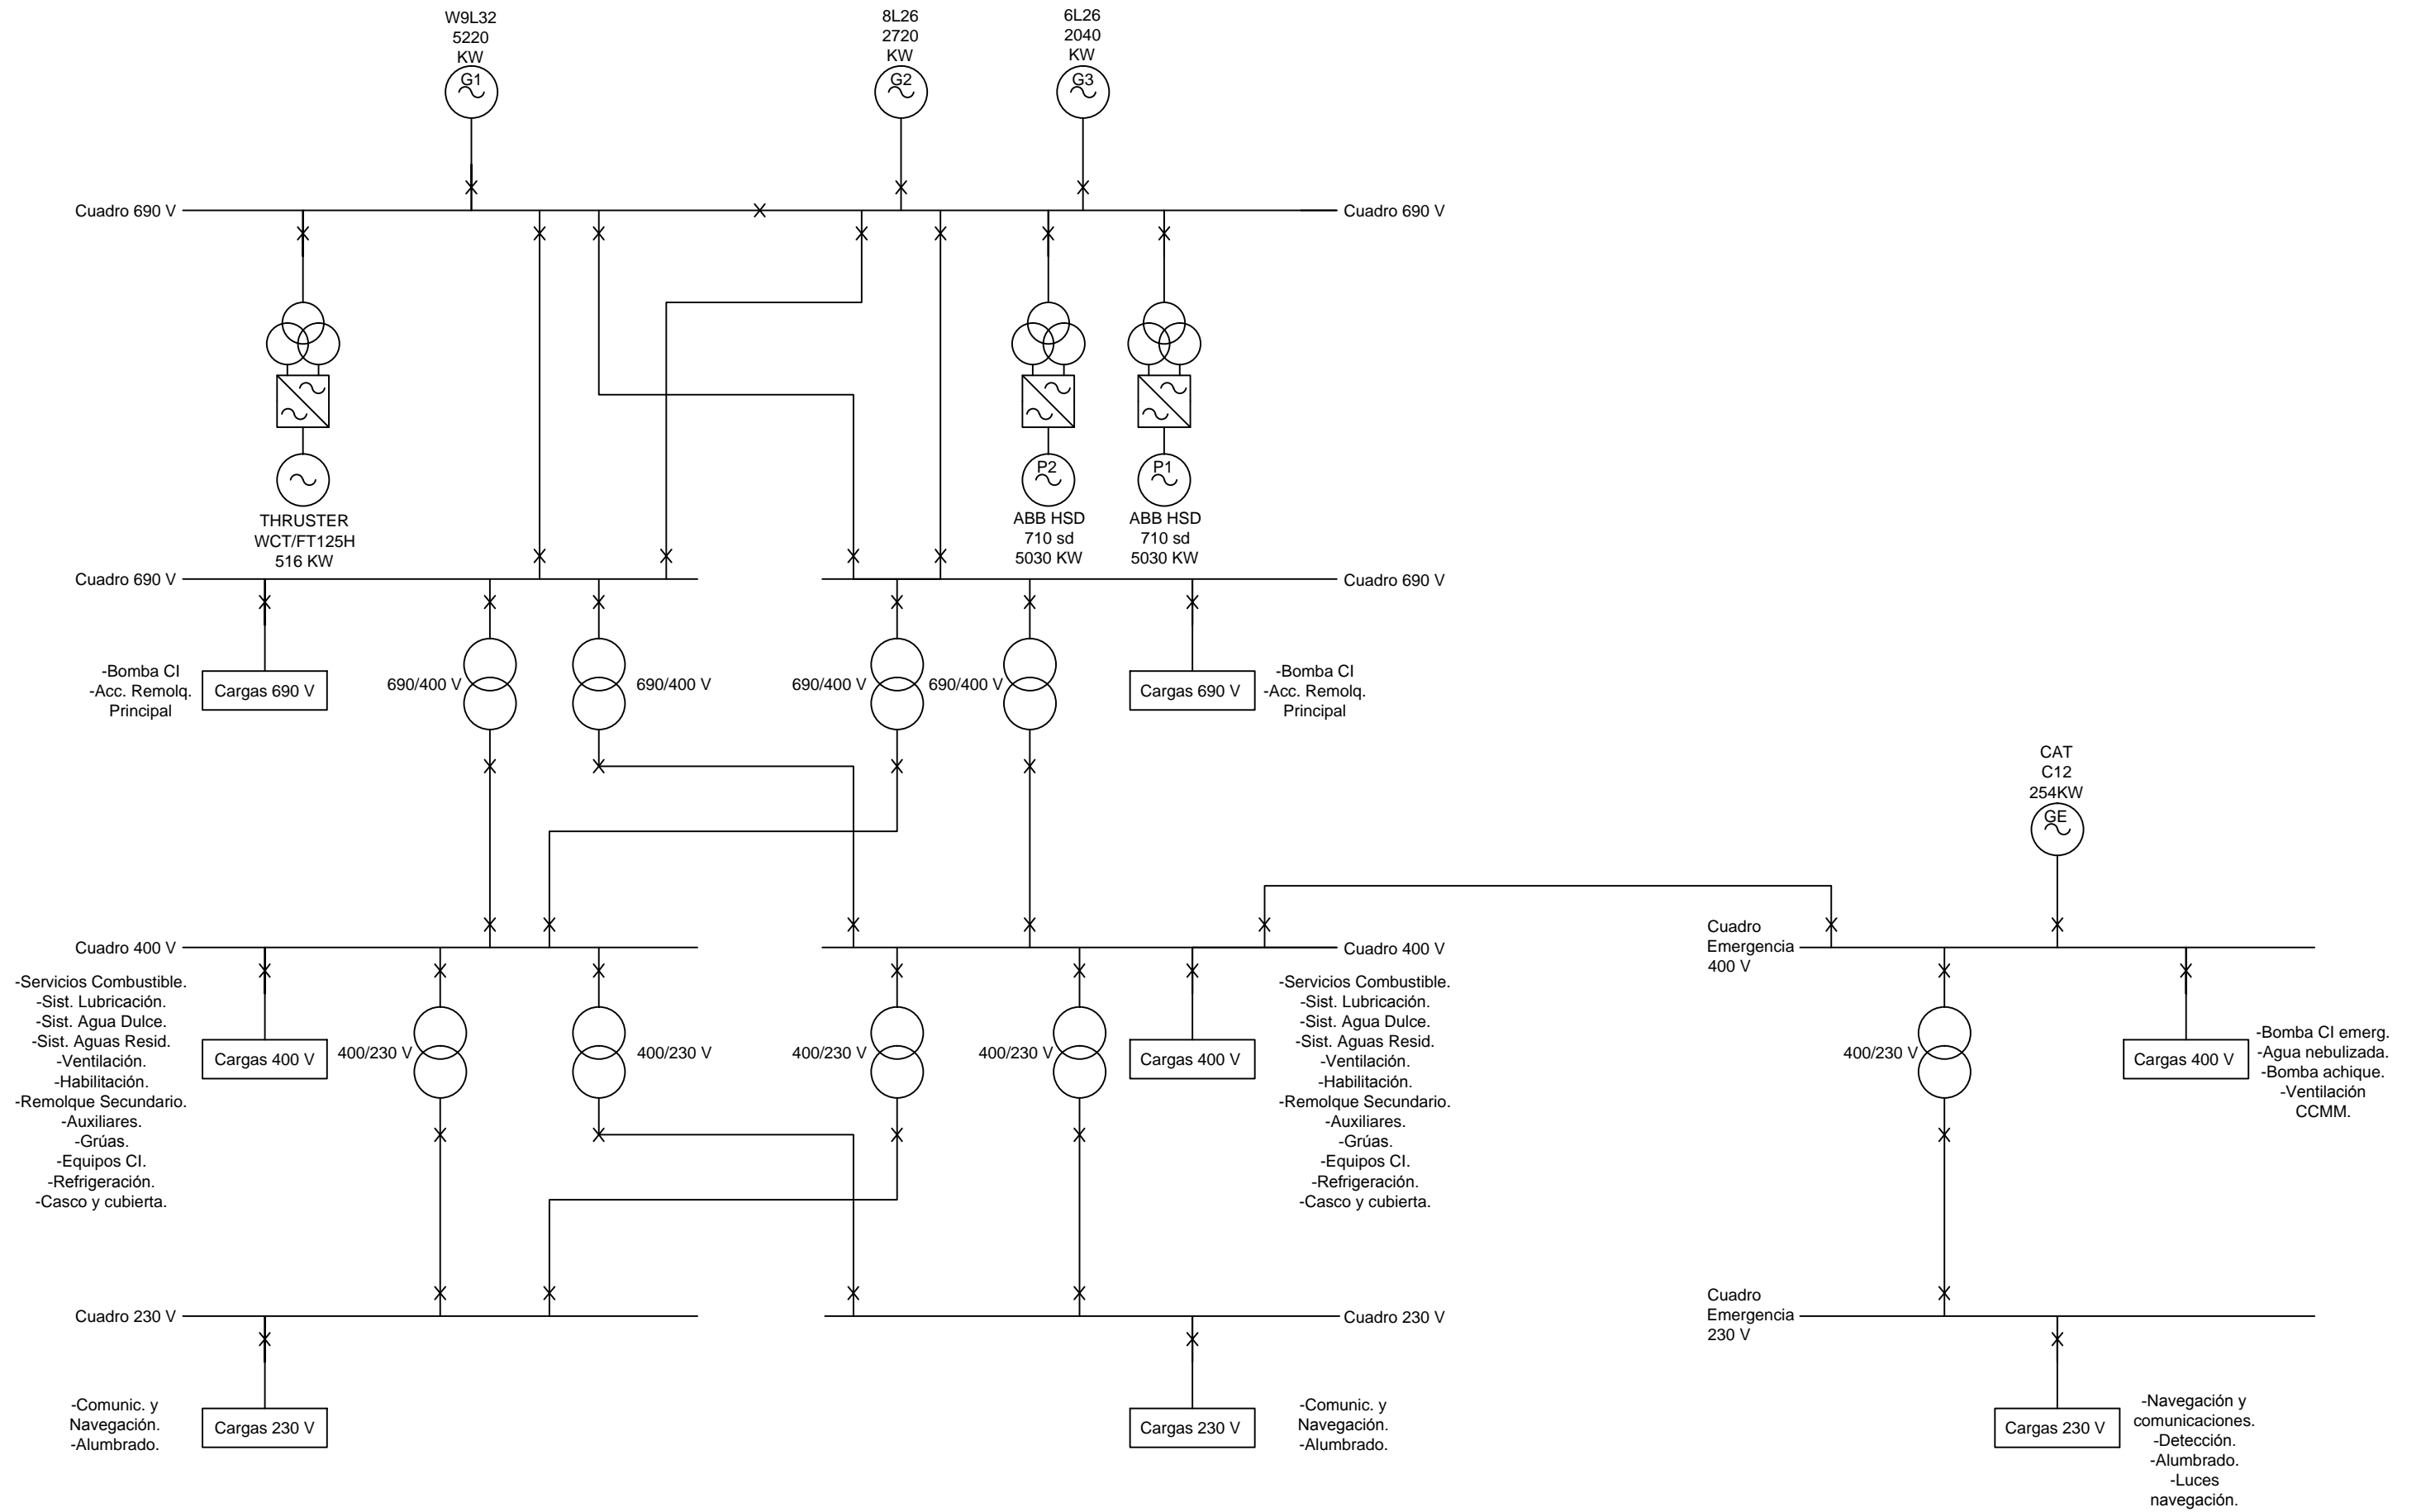 W9L32
5220
KW
G1
8L26
2720
KW
G2
6L26
2040
KW
G3
Cuadro 690 V
Cuadro 690 V
THRUSTER
WCT/FT125H
516 KW
P2
ABB HSD
710 sd
5030 KW
P1
ABB HSD
710 sd
5030 KW
Cuadro 690 V
Cuadro 690 V
-Bomba CI
-Acc. Remolq.
Principal
Cargas 690 V
690/400 V
690/400 V
690/400 V
690/400 V
Cargas 690 V
-Bomba CI
-Acc. Remolq.
Principal
CAT
C12
254KW
GE
Cuadro 400 V
Cuadro 400 V
Cuadro
Emergencia
400 V
-Servicios Combustible.
-Sist. Lubricación.
-Sist. Agua Dulce.
-Sist. Aguas Resid.
-Ventilación.
-Habilitación.
-Remolque Secundario.
-Auxiliares.
-Grúas.
-Equipos CI.
-Refrigeración.
-Casco y cubierta.
Cargas 400 V
400/230 V
400/230 V
400/230 V
400/230 V
Cargas 400 V
-Servicios Combustible.
-Sist. Lubricación.
-Sist. Agua Dulce.
-Sist. Aguas Resid.
-Ventilación.
-Habilitación.
-Remolque Secundario.
-Auxiliares.
-Grúas.
-Equipos CI.
-Refrigeración.
-Casco y cubierta.
400/230 V
Cargas 400 V
-Bomba CI emerg.
-Agua nebulizada.
-Bomba achique.
-Ventilación
CCMM.
Cuadro 230 V
Cuadro 230 V
Cuadro
Emergencia
230 V
-Comunic. y
Navegación.
-Alumbrado.
Cargas 230 V
Cargas 230 V
-Comunic. y
Navegación.
-Alumbrado.
Cargas 230 V
-Navegación y
comunicaciones.
-Detección.
-Alumbrado.
-Luces
navegación.